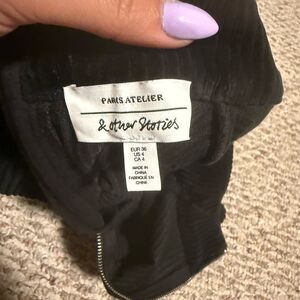 PARIS ATELIER
& other Stories
EUR 36
US 4
CA 4
MADE IN
CHINA
FABRIQUÉ EN
CHINE